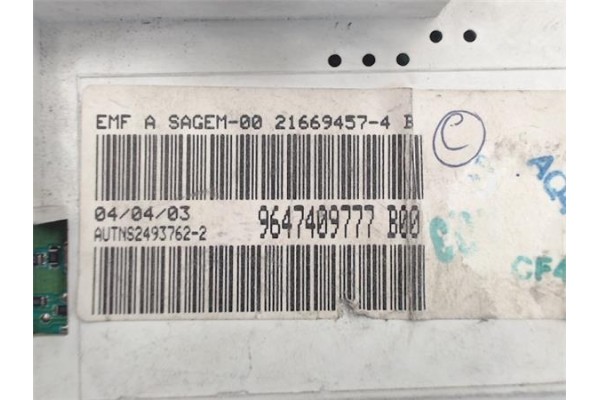 EMF A SAGEM-00 21669457-4 B
C
04/04/03
9647409777 B00
AUTNS2493762-2